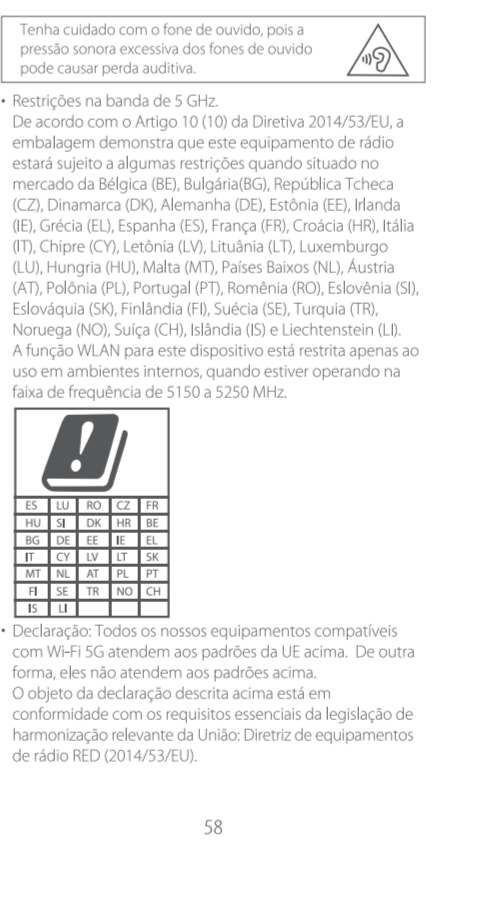 Tenha cuidado com o fone de ouvido, pois a
pressão sonora excessiva dos fones de ouvido
pode causar perda auditiva.
• Restrições na banda de 5 GHz.
De acordo com o Artigo 10 (10) da Diretiva 2014/53/EU, a
embalagem demonstra que este equipamento de rádio
estará sujeito a algumas restrições quando situado no
mercado da Bélgica (BE), Bulgária(BG), República Tcheca
(CZ), Dinamarca (DK), Alemanha (DE), Estônia (EE), Irlanda
(IE), Grécia (EL), Espanha (ES), França (FR), Croácia (HR), Itália
(IT), Chipre (CY), Letônia (LV), Lituânia (LT), Luxemburgo
(LU), Hungria (HU), Malta (MT), Países Baixos (NL), Áustria
(AT), Polônia (PL), Portugal (PT), Romênia (RO), Eslovênia (SI),
Eslováquia (SK), Finlândia (FI), Suécia (SE), Turquia (TR),
Noruega (NO), Suíça (CH), Islândia (IS) e Liechtenstein (LI).
A função WLAN para este dispositivo está restrita apenas ao
uso em ambientes internos, quando estiver operando na
faixa de frequência de 5150 a 5250 MHz.
ES LU RO CZ FR
HU SI DK HR BE
BG DE EE IE EL
IT CY LV LT SK
MT NL AT PL PT
FI SE TR NO CH
IS LI
• Declaração: Todos os nossos equipamentos compatíveis
com Wi-Fi 5G atendem aos padrões da UE acima. De outra
forma, eles não atendem aos padrões acima.
O objeto da declaração descrita acima está em
conformidade com os requisitos essenciais da legislação de
harmonização relevante da União: Diretriz de equipamentos
de rádio RED (2014/53/EU).
58